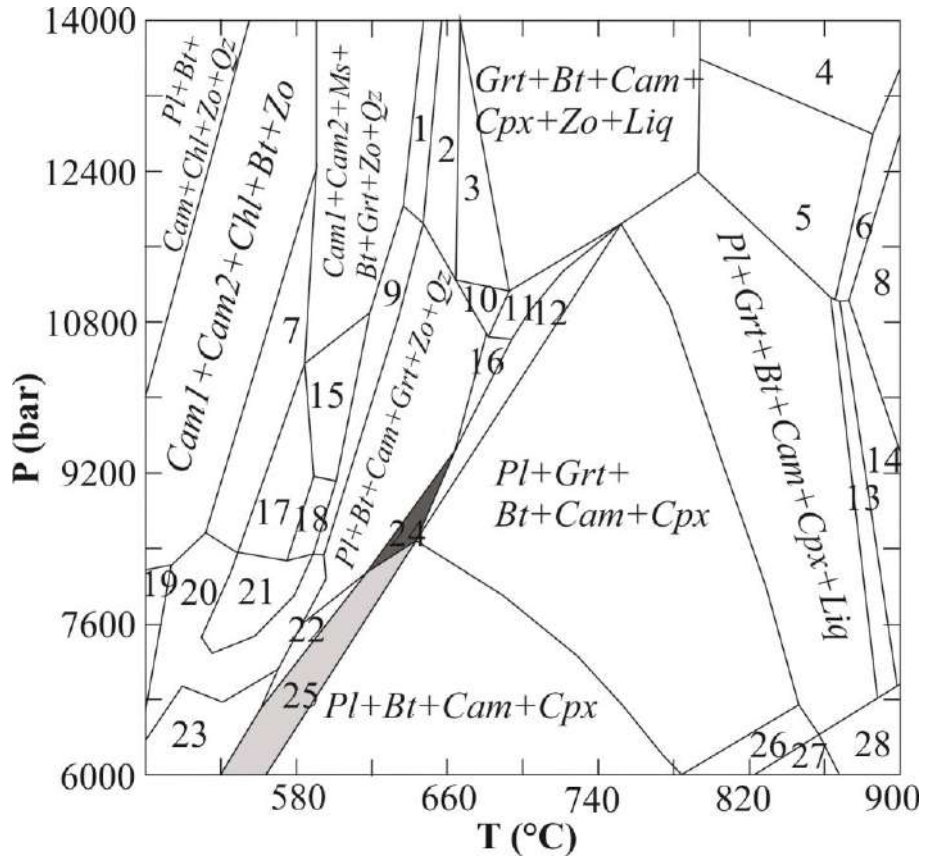 14000
12400
10800
9200
7600
6000
P (bar)
580
660
740
820
900
T (°C)
Pl+Bt+
Cam+Chl+Zo+Qz
Cam1+Cam2+Chl+Bt+Zo
Cam1+Cam2+Ms+
Bt+Grt+Zo+Qz
1
2
3
Grt+Bt+Cam+
Cpx+Zo+Liq
4
5
6
8
7
9
10
11
12
15
16
Pl+Bt+Cam+Grt+Zo+Qz
Pl+Grt+Bt+Cam+Cpx+Liq
13
14
17
18
Pl+Grt+
Bt+Cam+Cpx
24
19
20
21
22
23
25
Pl+Bt+Cam+Cpx
26
27
28